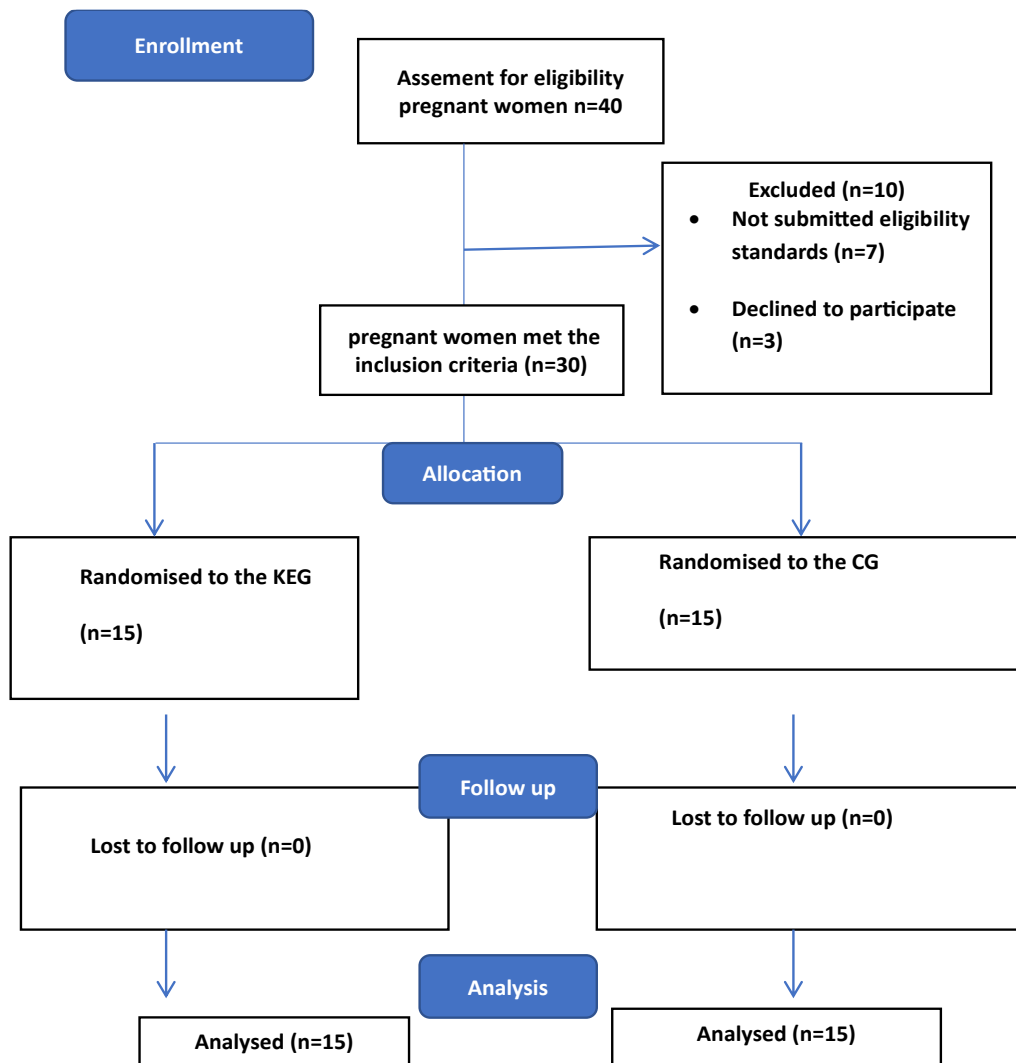 Enrollment
Assement for eligibility
pregnant women n=40
Excluded (n=10)
• Not submitted eligibility
standards (n=7)
• Declined to participate
(n=3)
pregnant women met the
inclusion criteria (n=30)
Allocation
Randomised to the KEG
(n=15)
Randomised to the CG
(n=15)
Follow up
Lost to follow up (n=0)
Lost to follow up (n=0)
Analysis
Analysed (n=15)
Analysed (n=15)